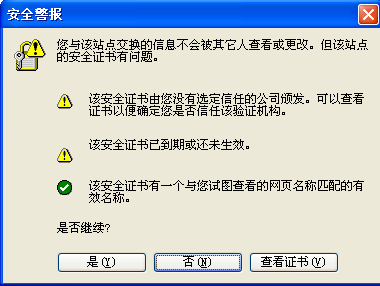 安全警报
您与该站点交换的信息不会被其它人查看或更改。但该站点
的安全证书有问题。
该安全证书由您没有选定信任的公司颁发。可以查看
证书以便确定您是否信任该验证机构。
该安全证书已到期或还未生效。
该安全证书有一个与您试图查看的网页名称匹配的有
效名称。
是否继续?
是(Y) 否(N) 查看证书(V)